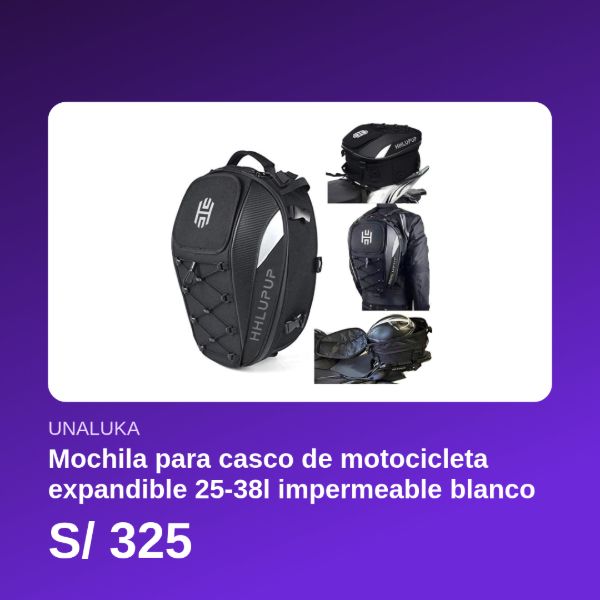 HHLUPUP
HHLUPUP
UNALUKA
Mochila para casco de motocicleta
expandible 25-38l impermeable blanco
S/ 325